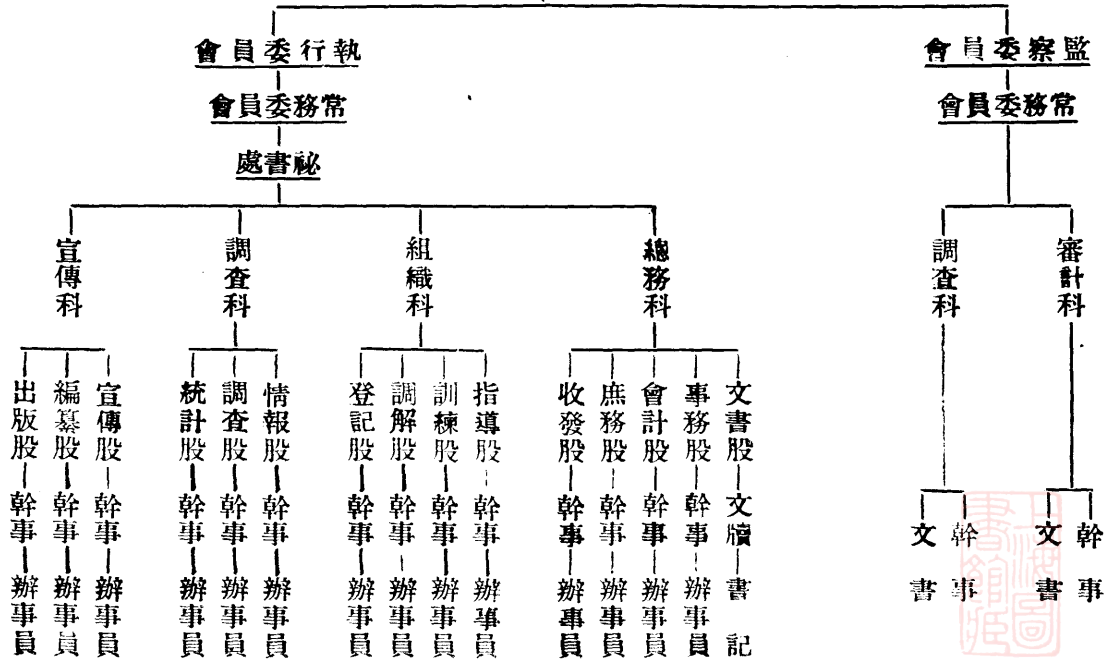 監察委員會
常務委員會
審計科
幹事
文書
調查科
幹事
文書
執行委員會
常務委員會
祕書處
總務科
文書股 文牘 書記
事務股 幹事 辦事員
會計股 幹事 辦事員
庶務股 幹事 辦事員
收發股 幹事 辦事員
組織科
指導股 幹事 辦事員
訓練股 幹事 辦事員
調解股 幹事 辦事員
登記股 幹事 辦事員
調查科
情報股 幹事 辦事員
調查股 幹事 辦事員
統計股 幹事 辦事員
宣傳科
宣傳股 幹事 辦事員
編纂股 幹事 辦事員
出版股 幹事 辦事員